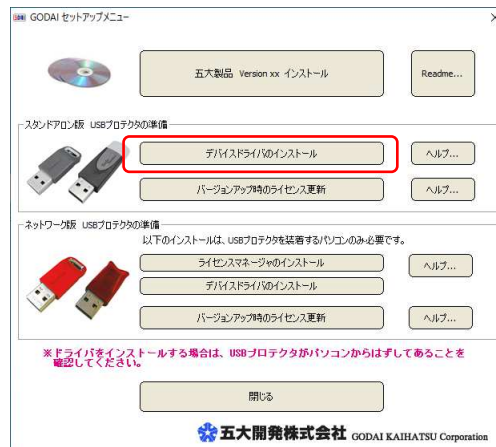 GODAI セットアップメニュー
五大製品 Version xx インストール
Readme...
スタンドアロン版 USBプロテクタの準備
デバイスドライバのインストール
ヘルプ...
バージョンアップ時のライセンス更新
ヘルプ...
ネットワーク版 USBプロテクタの準備
以下のインストールは、USBプロテクタを装着するパソコンのみ必要です。
ライセンスマネージャのインストール
ヘルプ...
デバイスドライバのインストール
バージョンアップ時のライセンス更新
ヘルプ...
※ドライバをインストールする場合は、USBプロテクタがパソコンからはずしてあることを
確認してください。
閉じる
五大開発株式会社 GODAI KAIHATSU Corporation